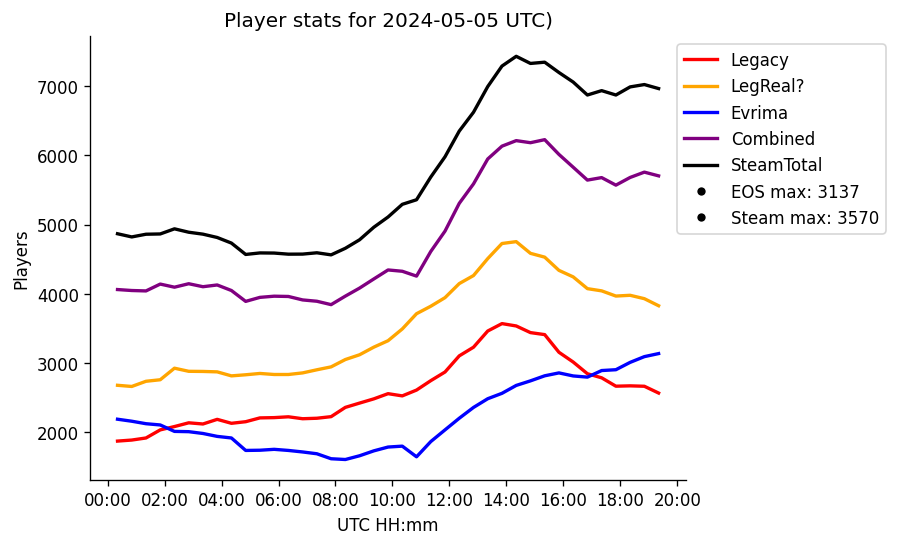 Player stats for 2024-05-05 UTC)
Players
7000
6000
5000
4000
3000
2000
00:00 02:00 04:00 06:00 08:00 10:00 12:00 14:00 16:00 18:00 20:00
UTC HH:mm
Legacy
LegReal?
Evrima
Combined
SteamTotal
EOS max: 3137
Steam max: 3570